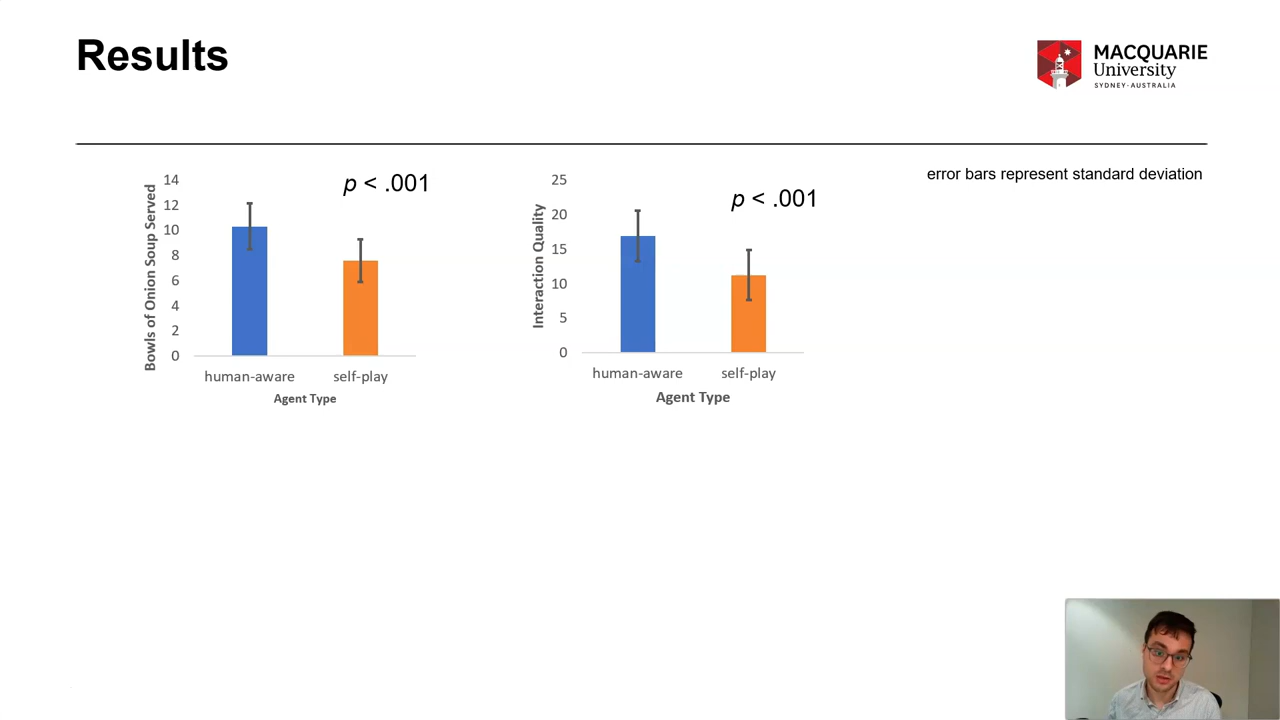 Results
MACQUARIE
University
SYDNEY-AUSTRALIA
error bars represent standard deviation
p < .001
Bowls of Onion Soup Served
14
12
10
8
6
4
2
0
human-aware
self-play
Agent Type
p < .001
Interaction Quality
25
20
15
10
5
0
human-aware
self-play
Agent Type